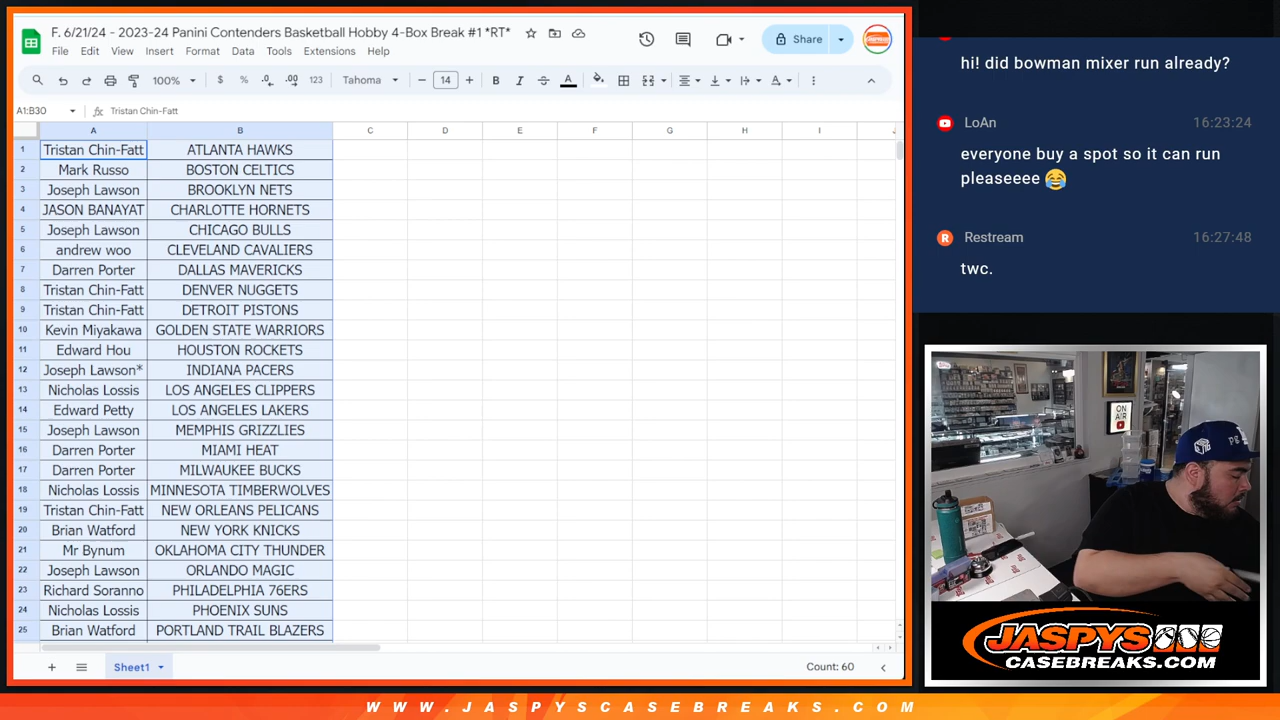 F, 6/21/24 - 2023-24 Panini Contenders Basketball Hobby 4-Box Break #1 *RT*
File Edit View Insert Format Data Tools Extensions Help
Share
100% $ % .0 .00 123 Tahoma 14 B I A
A1:B30 fx Tristan Chin-Fatt
A B C D E F G H I
1 Tristan Chin-Fatt ATLANTA HAWKS
2 Mark Russo BOSTON CELTICS
3 Joseph Lawson BROOKLYN NETS
4 JASON BANAYAT CHARLOTTE HORNETS
5 Joseph Lawson CHICAGO BULLS
6 andrew woo CLEVELAND CAVALIERS
7 Darren Porter DALLAS MAVERICKS
8 Tristan Chin-Fatt DENVER NUGGETS
9 Tristan Chin-Fatt DETROIT PISTONS
10 Kevin Miyakawa GOLDEN STATE WARRIORS
11 Edward Hou HOUSTON ROCKETS
12 Joseph Lawson* INDIANA PACERS
13 Nicholas Lossis LOS ANGELES CLIPPERS
14 Edward Petty LOS ANGELES LAKERS
15 Joseph Lawson MEMPHIS GRIZZLIES
16 Darren Porter MIAMI HEAT
17 Darren Porter MILWAUKEE BUCKS
18 Nicholas Lossis MINNESOTA TIMBERWOLVES
19 Tristan Chin-Fatt NEW ORLEANS PELICANS
20 Brian Watford NEW YORK KNICKS
21 Mr Bynum OKLAHOMA CITY THUNDER
22 Joseph Lawson ORLANDO MAGIC
23 Richard Soranno PHILADELPHIA 76ERS
24 Nicholas Lossis PHOENIX SUNS
25 Brian Watford PORTLAND TRAIL BLAZERS
Sheet1
Count: 60
hi! did bowman mixer run already?
LoAn 16:23:24
everyone buy a spot so it can run
pleaseeee 😂
R Restream 16:27:48
twc.
ON
AIR
JASPYS
CASEBREAKS.COM
WWW.JASPYSCASEBREAKS.COM